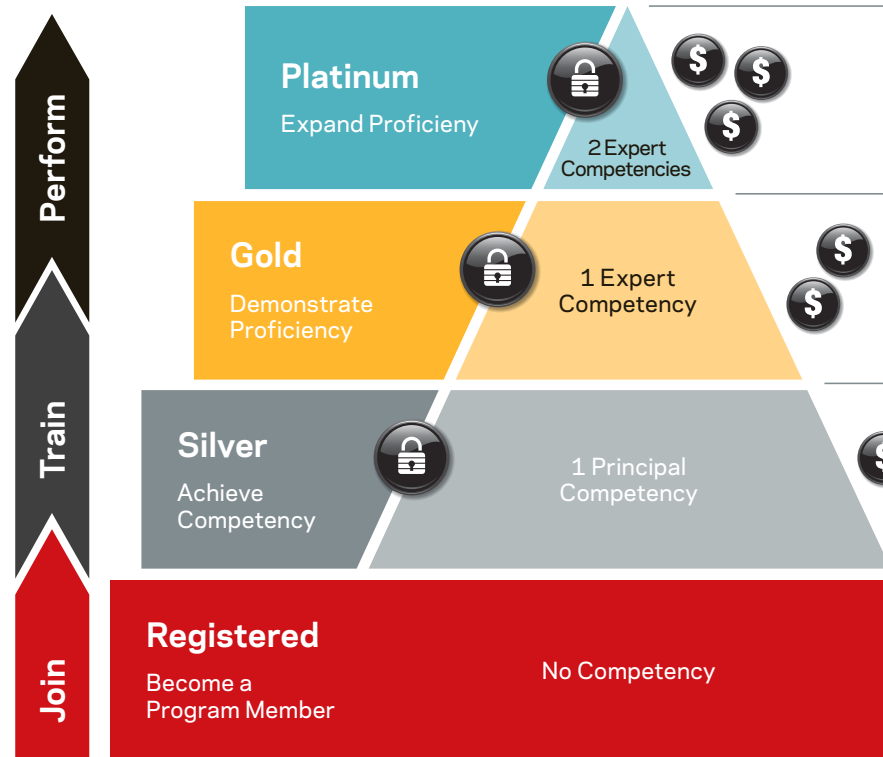 Perform
Train
Join
Platinum
Expand Proficieny
2 Expert
Competencies
$
$
$
Gold
Demonstrate
Proficiency
1 Expert
Competency
$
$
Silver
Achieve
Competency
1 Principal
Competency
$
Registered
Become a
Program Member
No Competency